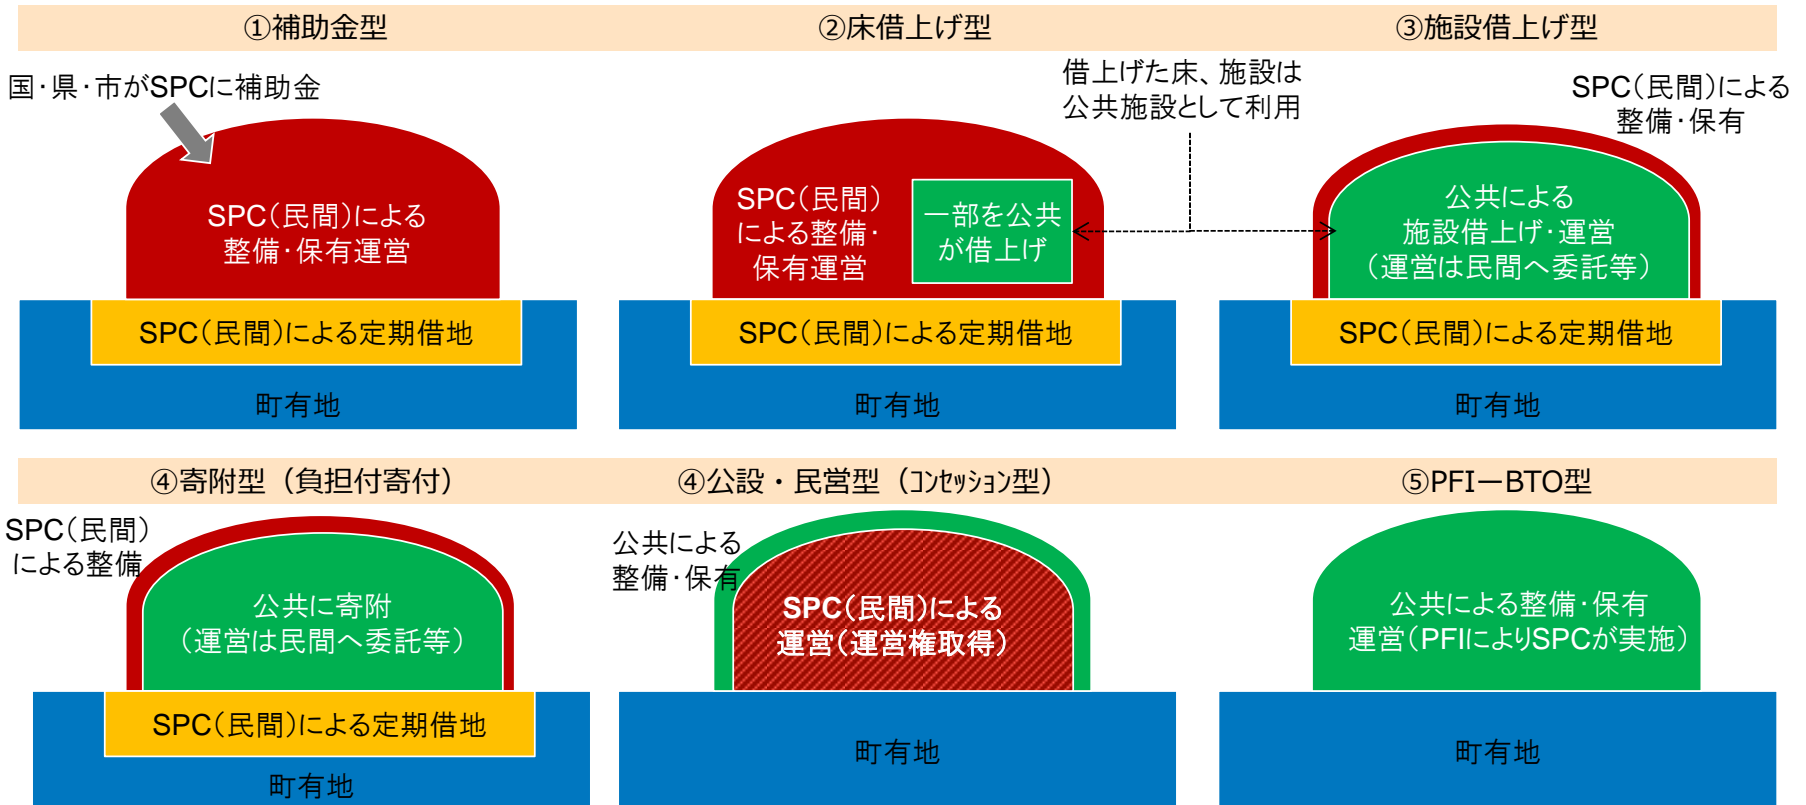 ①補助金型
②床借上げ型
③施設借上げ型
国・県・市がSPCに補助金
SPC（民間）による
整備・保有運営
SPC（民間）による定期借地
町有地
借上げた床、施設は
公共施設として利用
SPC（民間）
による整備・
保有運営
一部を公共
が借上げ
SPC（民間）による定期借地
町有地
SPC（民間）による
整備・保有
公共による
施設借上げ・運営
（運営は民間へ委託等）
SPC（民間）による定期借地
町有地
④寄附型（負担付寄付）
④公設・民営型（ｺﾝｾｯｼｮﾝ型）
⑤PFIーBTO型
SPC（民間）
による整備
公共に寄附
（運営は民間へ委託等）
SPC（民間）による定期借地
町有地
公共による
整備・保有
SPC（民間）による
運営（運営権取得）
町有地
公共による整備・保有
運営（PFIによりSPCが実施）
町有地